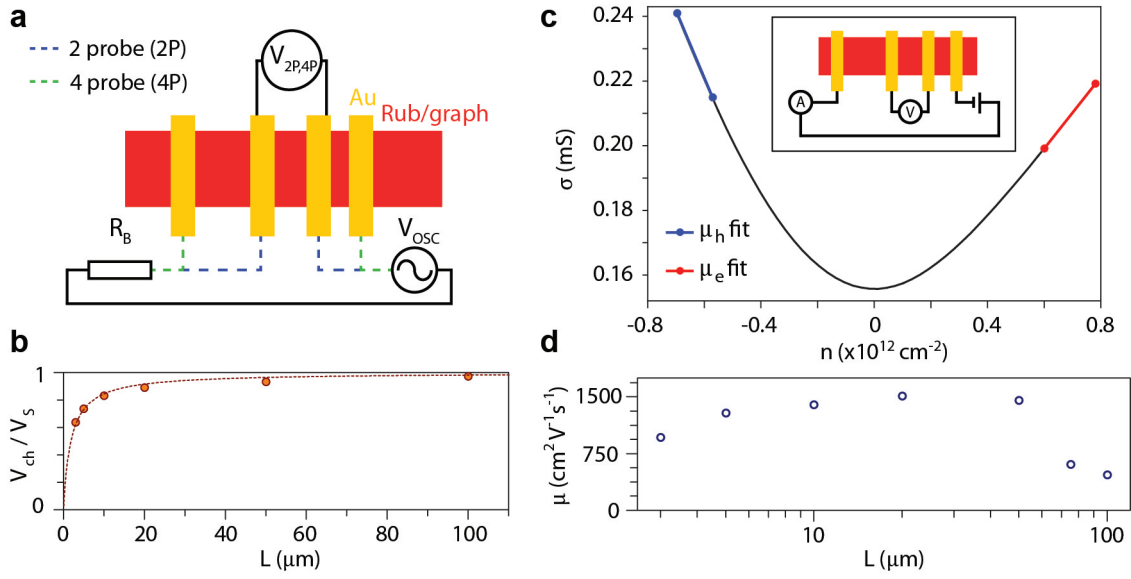 a
2 probe (2P)
4 probe (4P)
V2P,4P
Au
Rub/graph
RB
VOSC
b
1
0
Vch / VS
0 20 40 60 80 100
L (μm)
c
0.24
0.22
0.20
0.18
0.16
σ (mS)
A
V
μh fit
μe fit
-0.8 -0.4 0 0.4 0.8
n (x10¹² cm⁻²)
d
1500
750
0
μ (cm² V⁻¹s⁻¹)
10 100
L (μm)